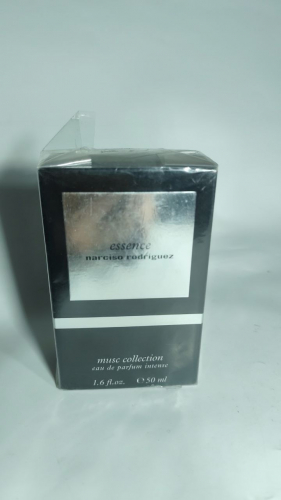 essence
narciso rodriguez
musc collection
eau de parfum intense
1.6 fl.oz. ℮ 50 ml